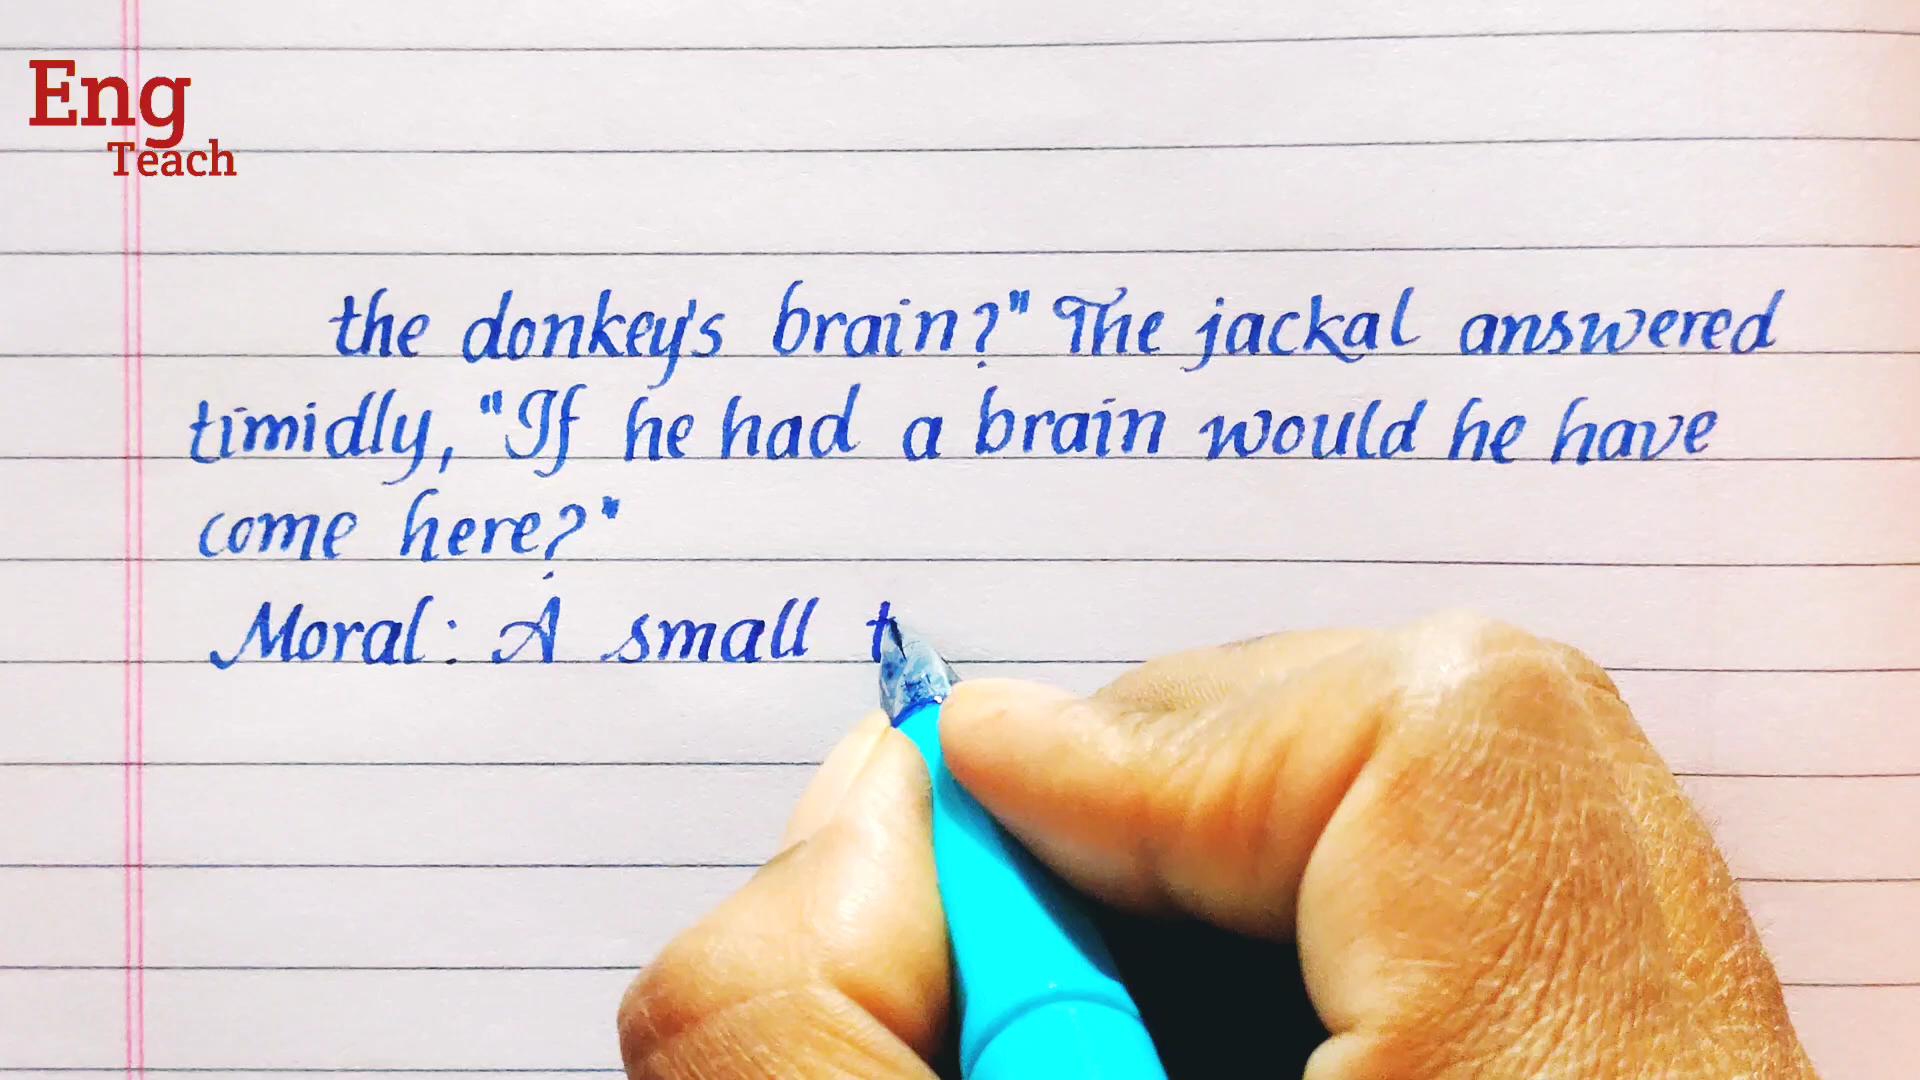 Eng
Teach
the donkey's brain?" The jackal answered
timidly, "If he had a brain would he have
come here?"
Moral: A small t